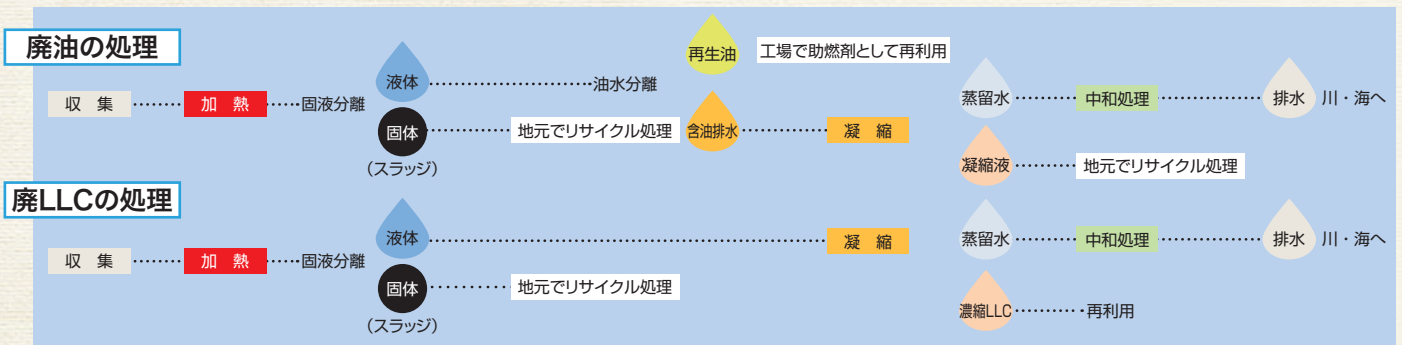 廃油の処理
収 集 ········ 加 熱 ······ 固液分離
液体 ························ 油水分離
固体 ············ 地元でリサイクル処理
(スラッジ)
再生油 工場で助燃剤として再利用
含油排水 ············ 凝 縮
蒸留水 ········· 中和処理 ··············· 排水 川・海へ
凝縮液 ·········· 地元でリサイクル処理
廃LLCの処理
収 集 ········ 加 熱 ······ 固液分離
液体 ························································ 凝 縮
固体 ············ 地元でリサイクル処理
(スラッジ)
蒸留水 ········· 中和処理 ··············· 排水 川・海へ
濃縮LLC ··········· 再利用